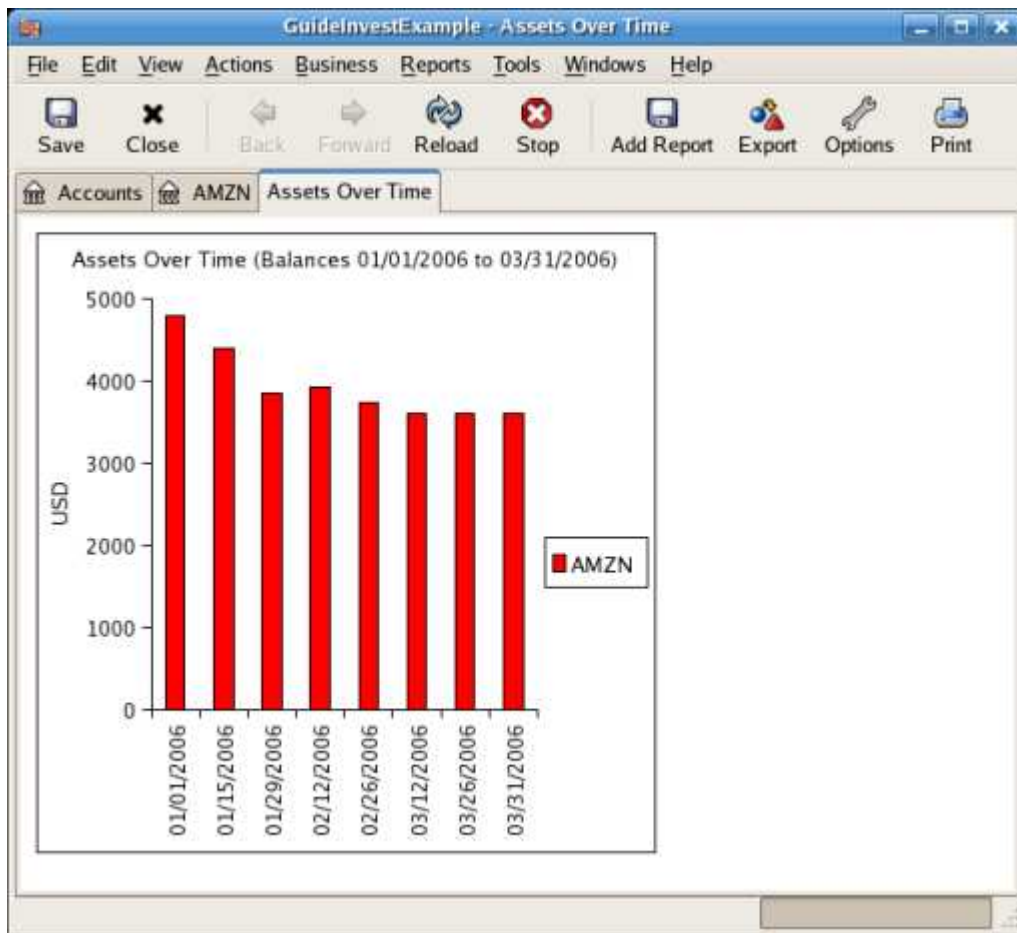 GuideInvestExample - Assets Over Time
File Edit View Actions Business Reports Tools Windows Help
Save Close Back Forward Reload Stop Add Report Export Options Print
Accounts AMZN Assets Over Time
Assets Over Time (Balances 01/01/2006 to 03/31/2006)
5000
4000
3000
2000
1000
0
USD
AMZN
01/01/2006
01/15/2006
01/29/2006
02/12/2006
02/26/2006
03/12/2006
03/26/2006
03/31/2006